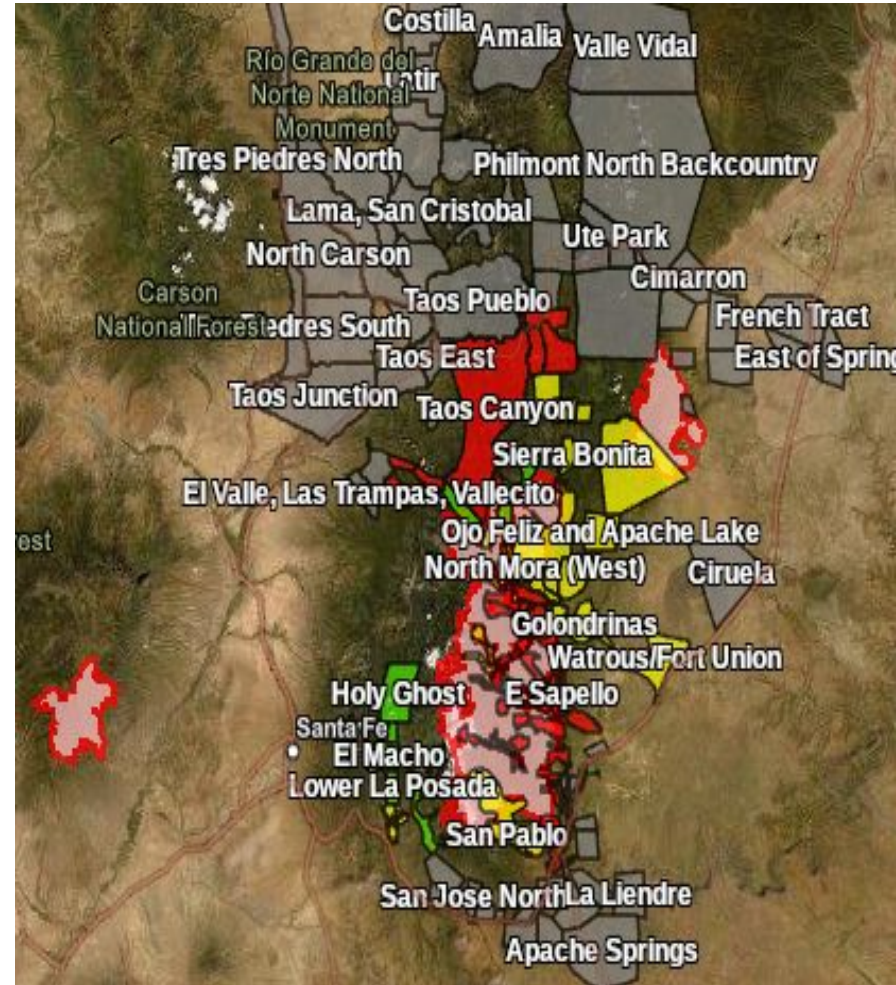 Costilla
Amalia
Valle Vidal
Río Grande del
Norte National
Monument
Tres Piedres North
Philmont North Backcountry
Lama, San Cristobal
Ute Park
North Carson
Cimarron
Carson
National Forest
Taos Pueblo
French Tract
Piedres South
Taos East
East of Spring
Taos Junction
Taos Canyon
Sierra Bonita
El Valle, Las Trampas, Vallecito
Ojo Feliz and Apache Lake
North Mora (West)
Ciruela
Golondrinas
Watrous/Fort Union
Holy Ghost
E Sapello
Santa Fe
El Macho
Lower La Posada
San Pablo
San Jose North
La Liendre
Apache Springs